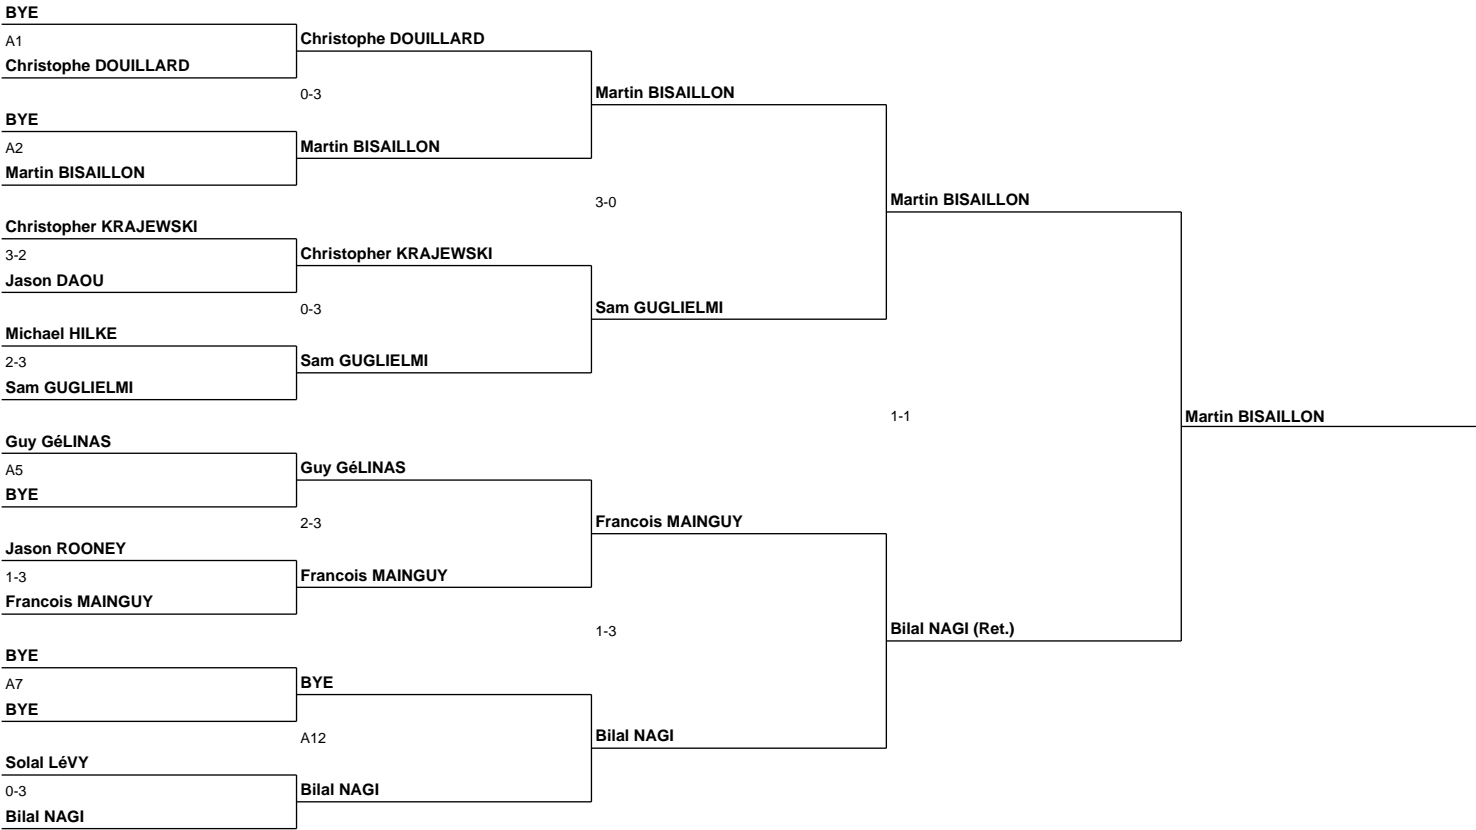 BYE
A1
Christophe DOUILLARD
BYE
A2
Martin BISAILLON
Christopher KRAJEWSKI
3-2
Jason DAOU
Michael HILKE
2-3
Sam GUGLIELMI
Guy GéLINAS
A5
BYE
Jason ROONEY
1-3
Francois MAINGUY
BYE
A7
BYE
Solal LéVY
0-3
Bilal NAGI
Christophe DOUILLARD
0-3
Martin BISAILLON
Christopher KRAJEWSKI
0-3
Sam GUGLIELMI
Guy GéLINAS
2-3
Francois MAINGUY
BYE
A12
Bilal NAGI
Martin BISAILLON
3-0
Sam GUGLIELMI
Francois MAINGUY
1-3
Bilal NAGI
Martin BISAILLON
1-1
Bilal NAGI (Ret.)
Martin BISAILLON